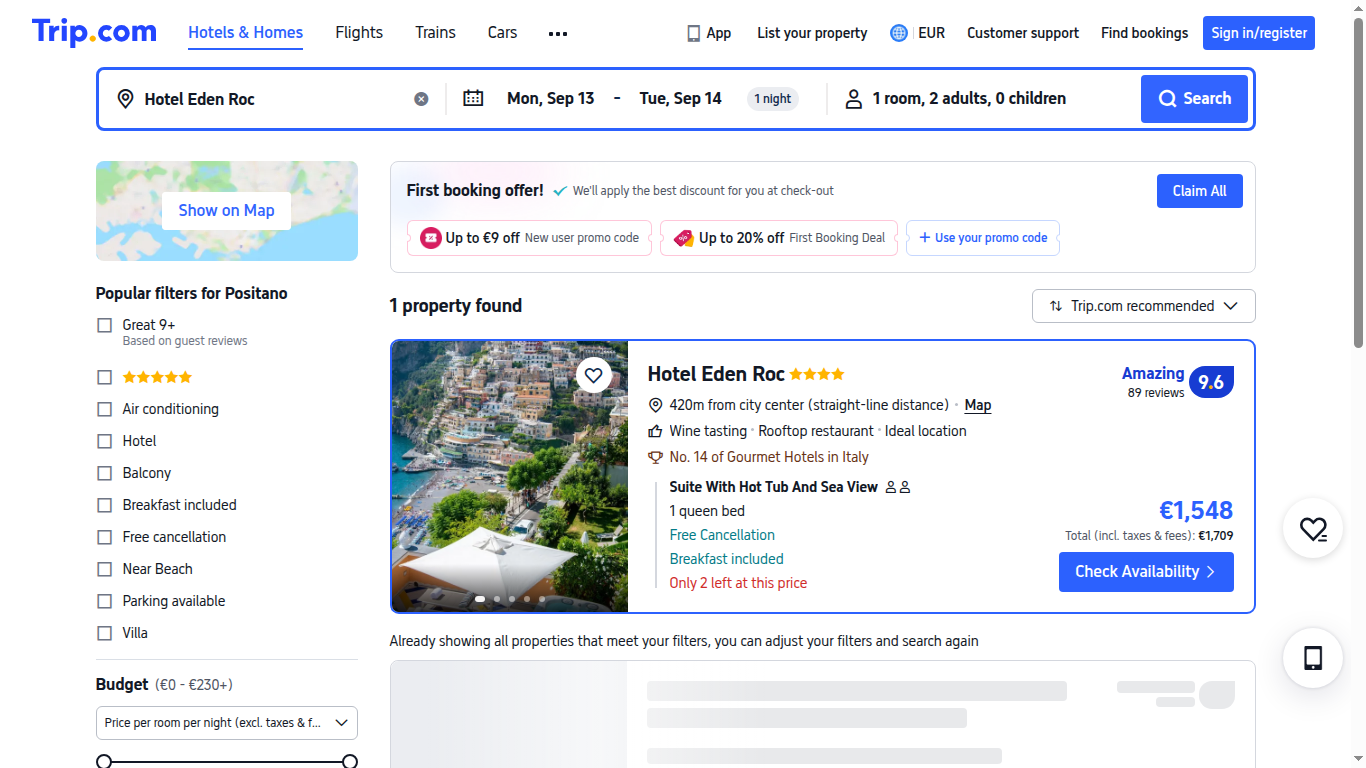 Trip.com
Hotels & Homes
Flights
Trains
Cars
App
List your property
EUR
Customer support
Find bookings
Sign in/register
Hotel Eden Roc
Mon, Sep 13 - Tue, Sep 14
1 night
1 room, 2 adults, 0 children
Search
Show on Map
First booking offer!
We'll apply the best discount for you at check-out
Claim All
Up to €9 off New user promo code
Up to 20% off First Booking Deal
+ Use your promo code
Popular filters for Positano
Great 9+
Based on guest reviews
Air conditioning
Hotel
Balcony
Breakfast included
Free cancellation
Near Beach
Parking available
Villa
Budget (€0 - €230+)
Price per room per night (excl. taxes & f...
1 property found
Trip.com recommended
Hotel Eden Roc
Amazing
89 reviews
9.6
420m from city center (straight-line distance) · Map
Wine tasting · Rooftop restaurant · Ideal location
No. 14 of Gourmet Hotels in Italy
Suite With Hot Tub And Sea View
1 queen bed
Free Cancellation
Breakfast included
Only 2 left at this price
€1,548
Total (incl. taxes & fees): €1,709
Check Availability
Already showing all properties that meet your filters, you can adjust your filters and search again